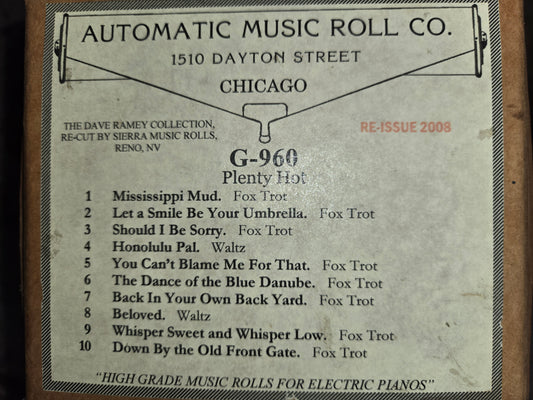 AUTOMATIC MUSIC ROLL CO.
1510 DAYTON STREET
CHICAGO
THE DAVE RAMEY COLLECTION,
RE-CUT BY SIERRA MUSIC ROLLS,
RENO, NV
RE-ISSUE 2008
G-960
Plenty Hot
1 Mississippi Mud. Fox Trot
2 Let a Smile Be Your Umbrella. Fox Trot
3 Should I Be Sorry. Fox Trot
4 Honolulu Pal. Waltz
5 You Can't Blame Me For That. Fox Trot
6 The Dance of the Blue Danube. Fox Trot
7 Back In Your Own Back Yard. Fox Trot
8 Beloved. Waltz
9 Whisper Sweet and Whisper Low. Fox Trot
10 Down By the Old Front Gate. Fox Trot
"HIGH GRADE MUSIC ROLLS FOR ELECTRIC PIANOS"